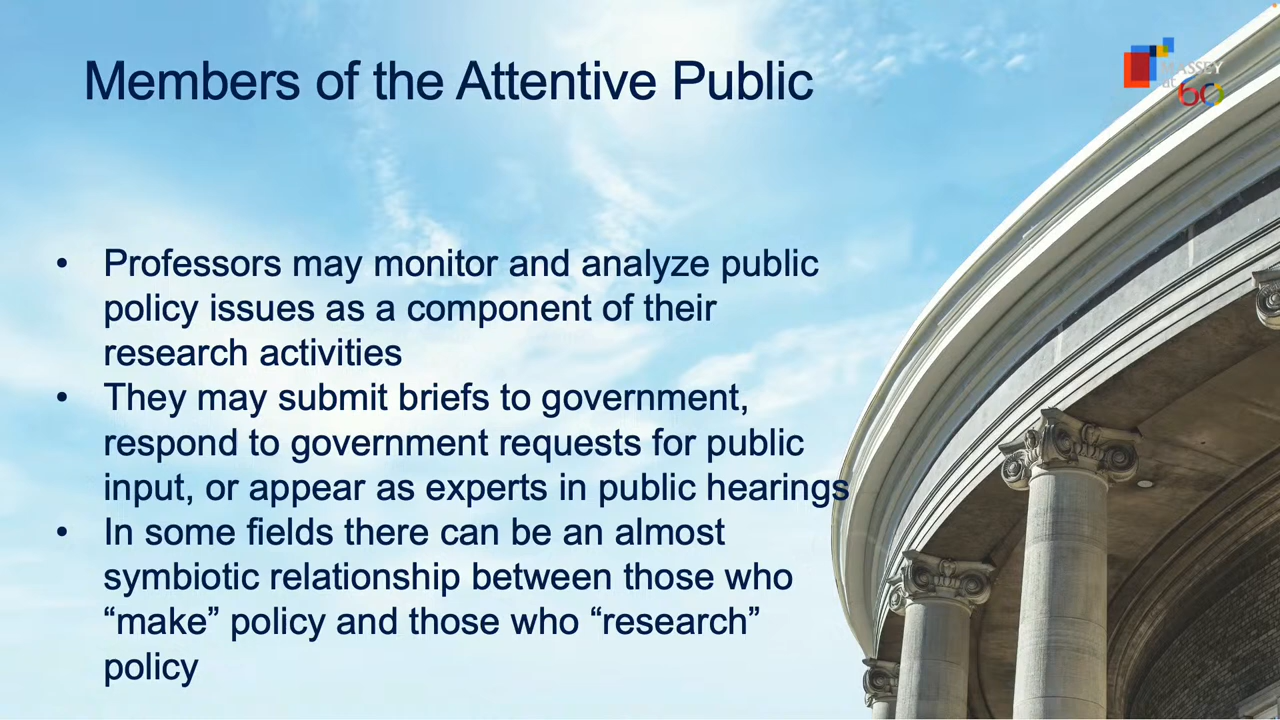 Members of the Attentive Public
MASSEY
at 60
• Professors may monitor and analyze public
policy issues as a component of their
research activities
• They may submit briefs to government,
respond to government requests for public
input, or appear as experts in public hearings
• In some fields there can be an almost
symbiotic relationship between those who
“make” policy and those who “research”
policy